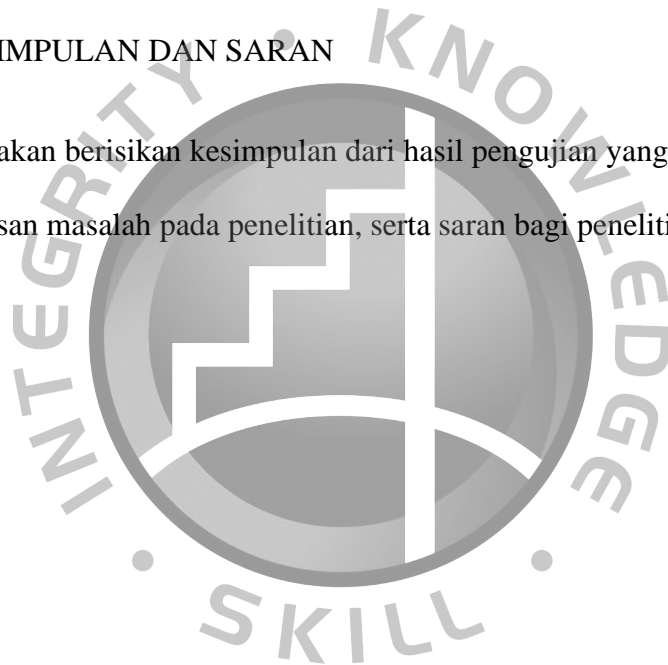 IMPULAN DAN SARAN
akan berisikan kesimpulan dari hasil pengujian yang
san masalah pada penelitian, serta saran bagi peneliti
INTEGRITY • KNOWLEDGE • SKILL •